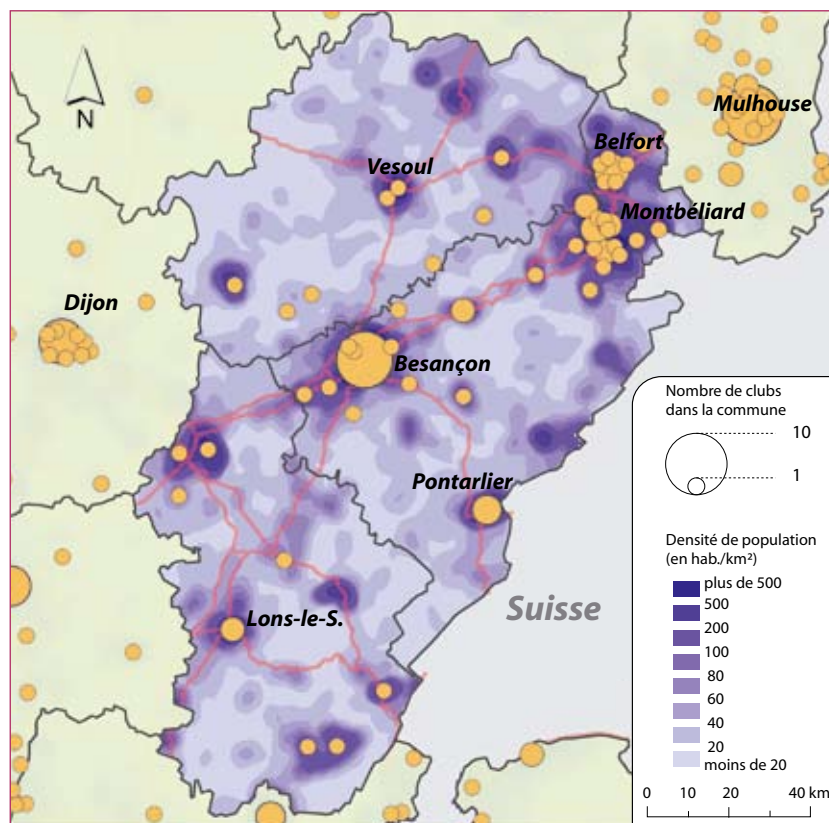 N
Mulhouse
Belfort
Vesoul
Montbéliard
Dijon
Besançon
Pontarlier
Lons-le-S.
Suisse
Nombre de clubs
dans la commune
10
1
Densité de population
(en hab./km²)
plus de 500
500
200
100
80
60
40
20
moins de 20
0 20 40 km